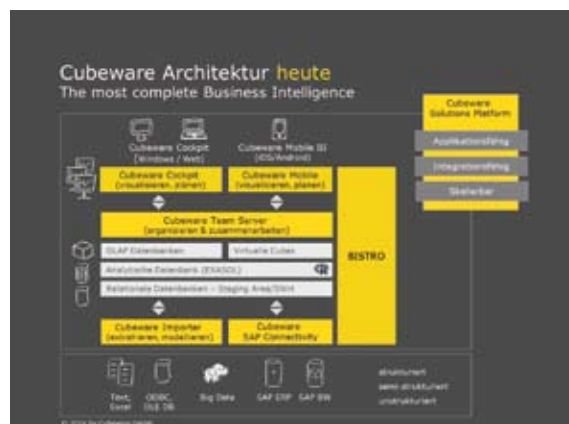 Cubeware Architektur heute
The most complete Business Intelligence
Cubeware
Solutions Platform
Applikationsfähig
Integrationsfähig
Skalierbar
Cubeware Cockpit
(Windows / Web)
Cubeware Mobile BI
(iOS/Android)
Cubeware Cockpit
(visualisieren, planen)
Cubeware Mobile
(visualisieren, planen)
Cubeware Team Server
(organisieren & zusammenarbeiten)
OLAP Datenbanken
Virtuelle Cubes
Analytische Datenbank (EXASOL)
R
Relationale Datenbanken - Staging Area/DWH
BISTRO
Cubeware Importer
(extrahieren, modellieren)
Cubeware
SAP Connectivity
Text,
Excel
ODBC,
OLE DB
Big Data
SAP ERP
SAP BW
strukturiert
semi-strukturiert
unstrukturiert